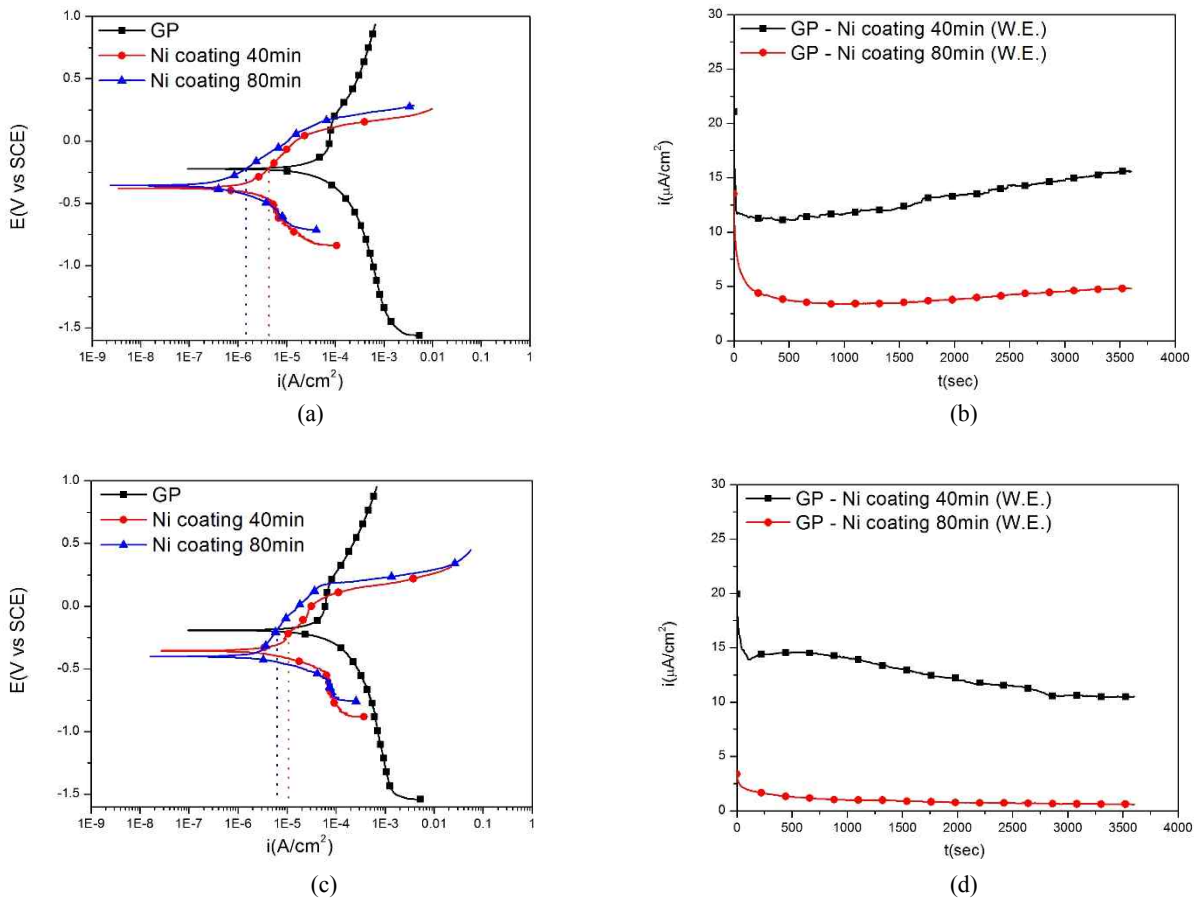 GP
Ni coating 40min
Ni coating 80min
E(V vs SCE)
1.0
0.5
0.0
-0.5
-1.0
-1.5
1E-9 1E-8 1E-7 1E-6 1E-5 1E-4 1E-3 0.01 0.1 1
i(A/cm²)
(a)
GP - Ni coating 40min (W.E.)
GP - Ni coating 80min (W.E.)
i(μA/cm²)
30
25
20
15
10
5
0
0 500 1000 1500 2000 2500 3000 3500 4000
t(sec)
(b)
GP
Ni coating 40min
Ni coating 80min
E(V vs SCE)
1.0
0.5
0.0
-0.5
-1.0
-1.5
1E-9 1E-8 1E-7 1E-6 1E-5 1E-4 1E-3 0.01 0.1 1
i(A/cm²)
(c)
GP - Ni coating 40min (W.E.)
GP - Ni coating 80min (W.E.)
i(μA/cm²)
30
25
20
15
10
5
0
0 500 1000 1500 2000 2500 3000 3500 4000
t(sec)
(d)